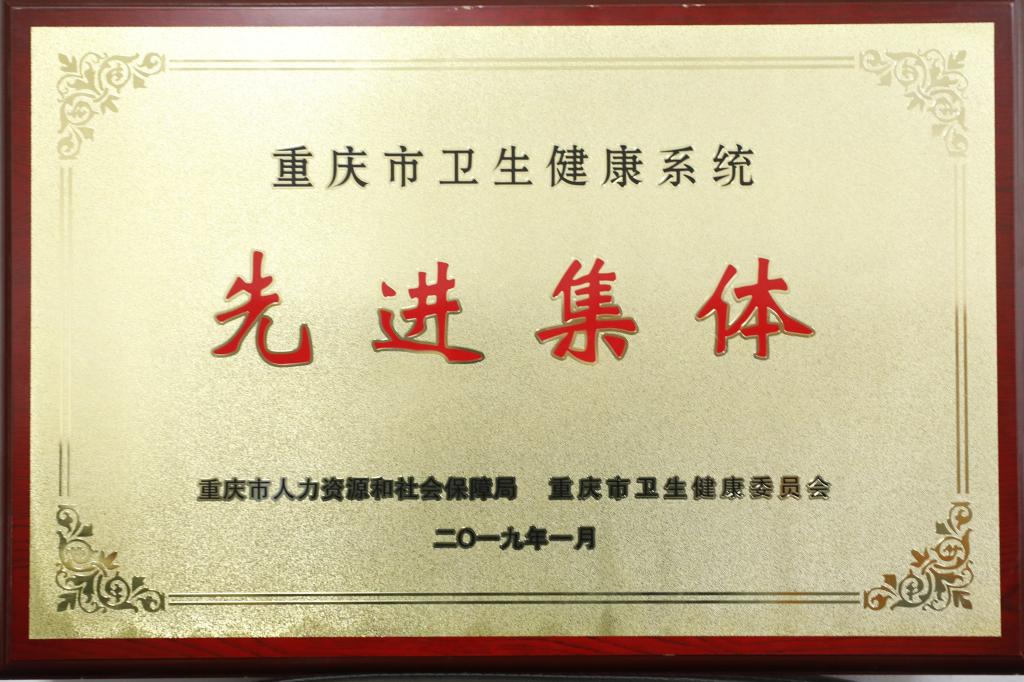 重庆市卫生健康系统
先进集体
重庆市人力资源和社会保障局 重庆市卫生健康委员会
二〇一九年一月